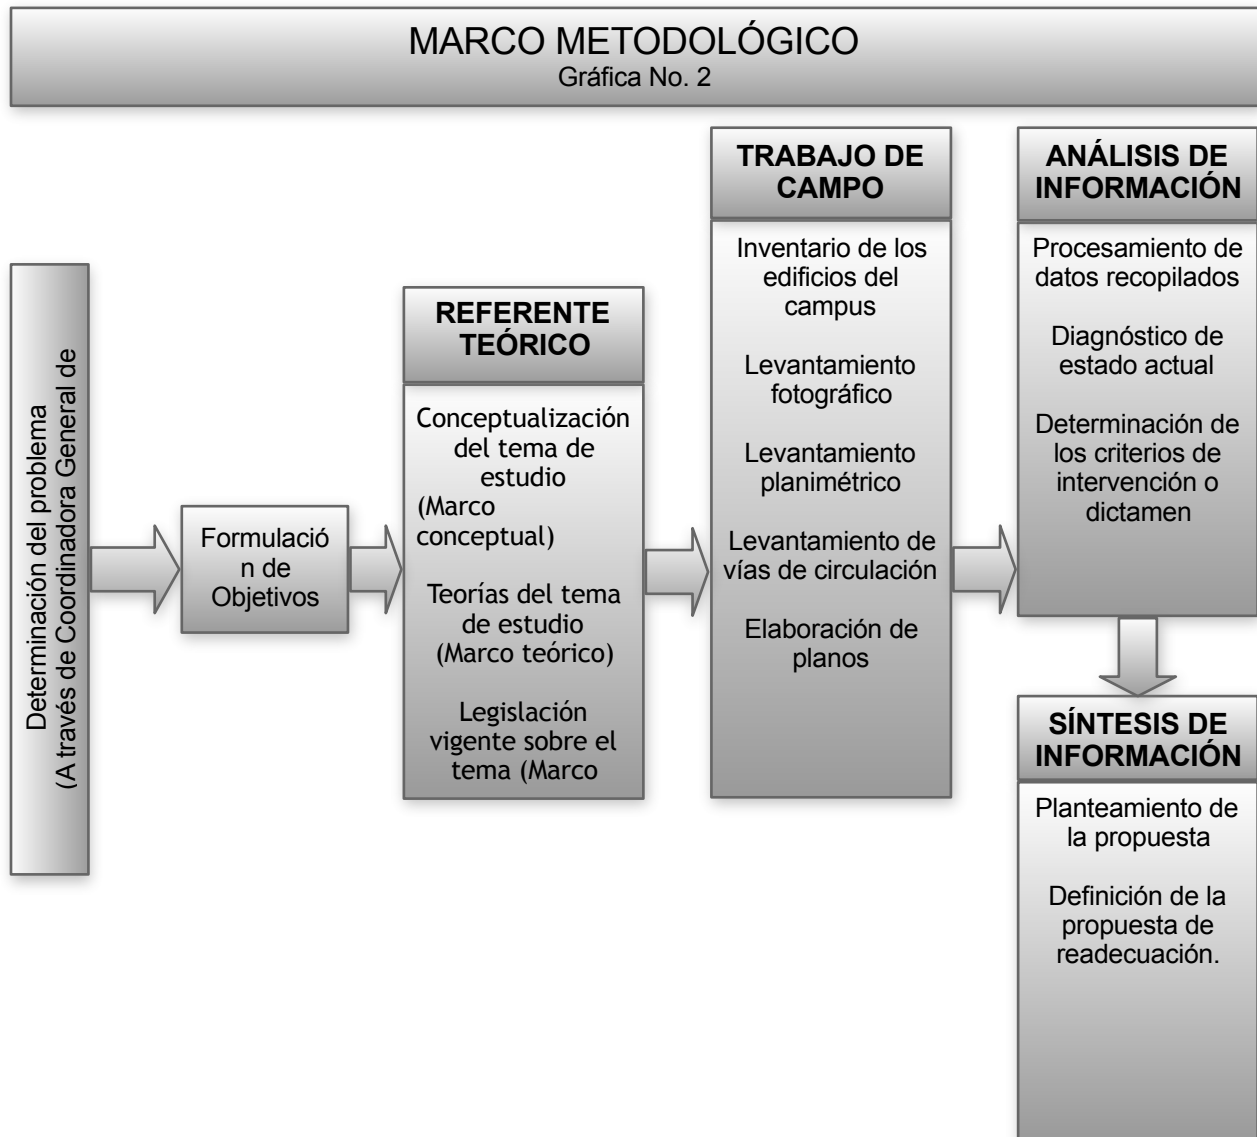 MARCO METODOLÓGICO
Gráfica No. 2
Determinación del problema
(A través de Coordinadora General de
Formulació
n de
Objetivos
REFERENTE
TEÓRICO
Conceptualización
del tema de
estudio
(Marco
conceptual)
Teorías del tema
de estudio
(Marco teórico)
Legislación
vigente sobre el
tema (Marco
TRABAJO DE
CAMPO
Inventario de los
edificios del
campus
Levantamiento
fotográfico
Levantamiento
planimétrico
Levantamiento de
vías de circulación
Elaboración de
planos
ANÁLISIS DE
INFORMACIÓN
Procesamiento de
datos recopilados
Diagnóstico de
estado actual
Determinación de
los criterios de
intervención o
dictamen
SÍNTESIS DE
INFORMACIÓN
Planteamiento de
la propuesta
Definición de la
propuesta de
readecuación.